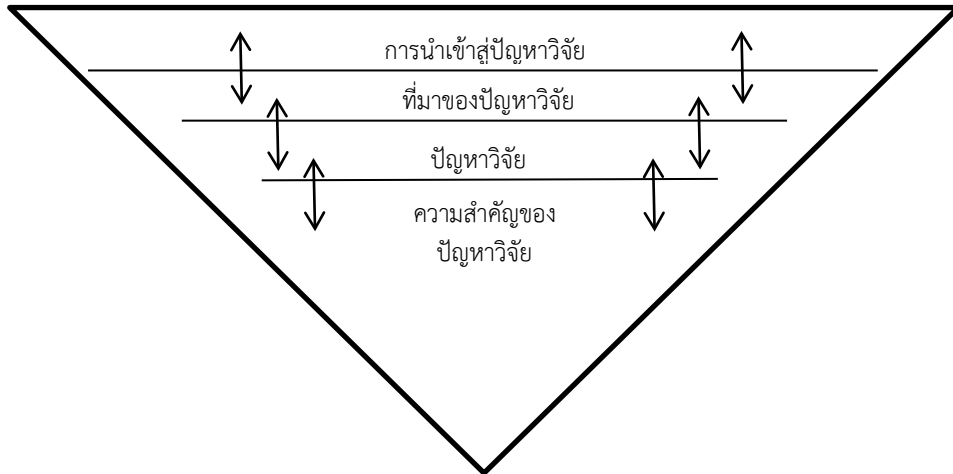 การนำเข้าสู่ปัญหาวิจัย
ที่มาของปัญหาวิจัย
ปัญหาวิจัย
ความสำคัญของ
ปัญหาวิจัย